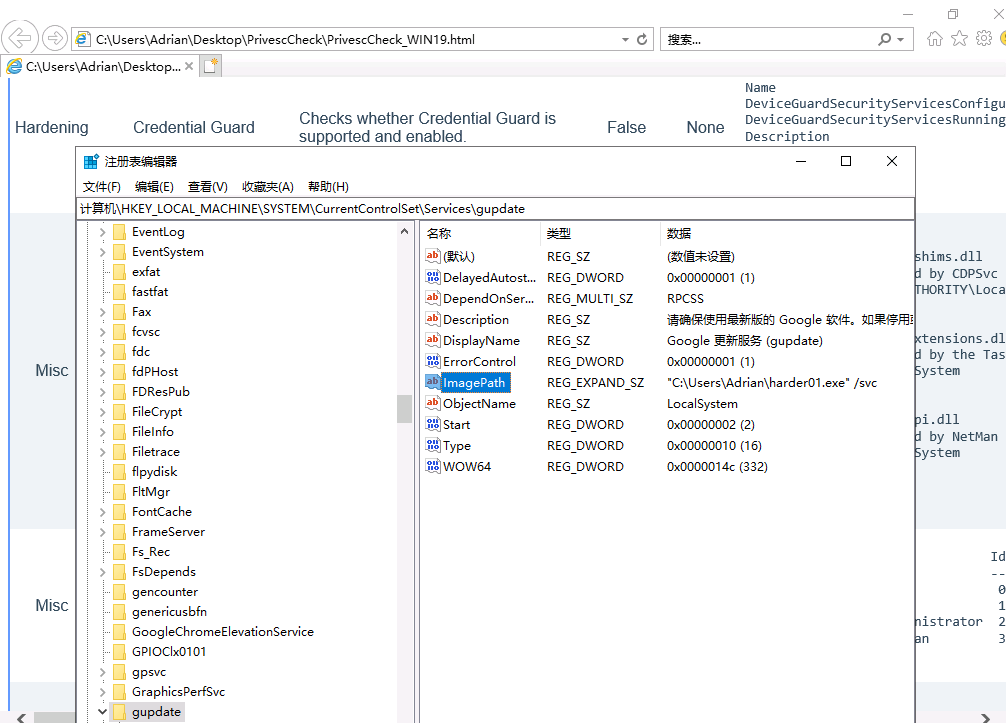 C:\Users\Adrian\Desktop\PrivescCheck\PrivescCheck_WIN19.html
搜索...
C:\Users\Adrian\Desktop...
Name
DeviceGuardSecurityServicesConfigu
DeviceGuardSecurityServicesRunning
Description
Hardening
Credential Guard
Checks whether Credential Guard is
supported and enabled.
False
None
注册表编辑器
文件(F) 编辑(E) 查看(V) 收藏夹(A) 帮助(H)
计算机\HKEY_LOCAL_MACHINE\SYSTEM\CurrentControlSet\Services\gupdate
EventLog
EventSystem
exfat
fastfat
Fax
fcvsc
fdc
fdPHost
FDResPub
FileCrypt
FileInfo
Filetrace
flpydisk
FltMgr
FontCache
FrameServer
Fs_Rec
FsDepends
gencounter
genericusbfn
GoogleChromeElevationService
GPIOClx0101
gpsvc
GraphicsPerfSvc
gupdate
名称 类型 数据
(默认) REG_SZ (数值未设置)
DelayedAutost... REG_DWORD 0x00000001 (1)
DependOnSer... REG_MULTI_SZ RPCSS
Description REG_SZ 请确保使用最新版的 Google 软件。如果停用或
DisplayName REG_SZ Google 更新服务 (gupdate)
ErrorControl REG_DWORD 0x00000001 (1)
ImagePath REG_EXPAND_SZ "C:\Users\Adrian\harder01.exe" /svc
ObjectName REG_SZ LocalSystem
Start REG_DWORD 0x00000002 (2)
Type REG_DWORD 0x00000010 (16)
WOW64 REG_DWORD 0x0000014c (332)
Misc
Misc
shims.dll
d by CDPSvc
THORITY\Loca
xtensions.dl
d by the Tas
System
pi.dll
d by NetMan
System
Id
--
0
1
nistrator 2
an 3